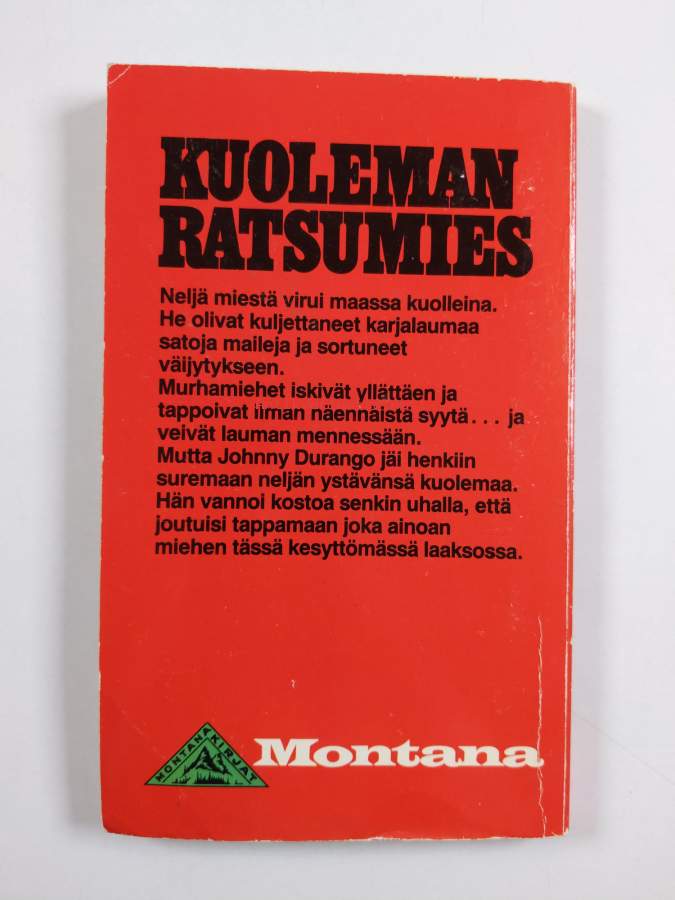 KUOLEMAN
RATSUMIES
Neljä miestä virui maassa kuolleina.
He olivat kuljettaneet karjalaumaa
satoja maileja ja sortuneet
väijytykseen.
Murhamiehet iskivät yllättäen ja
tappoivat ilman näennäistä syytä... ja
veivät lauman mennessään.
Mutta Johnny Durango jäi henkiin
suremaan neljän ystävänsä kuolemaa.
Hän vannoi kostoa senkin uhalla, että
joutuisi tappamaan joka ainoan
miehen tässä kesyttömässä laaksossa.
MONTANA KIRJAT
Montana